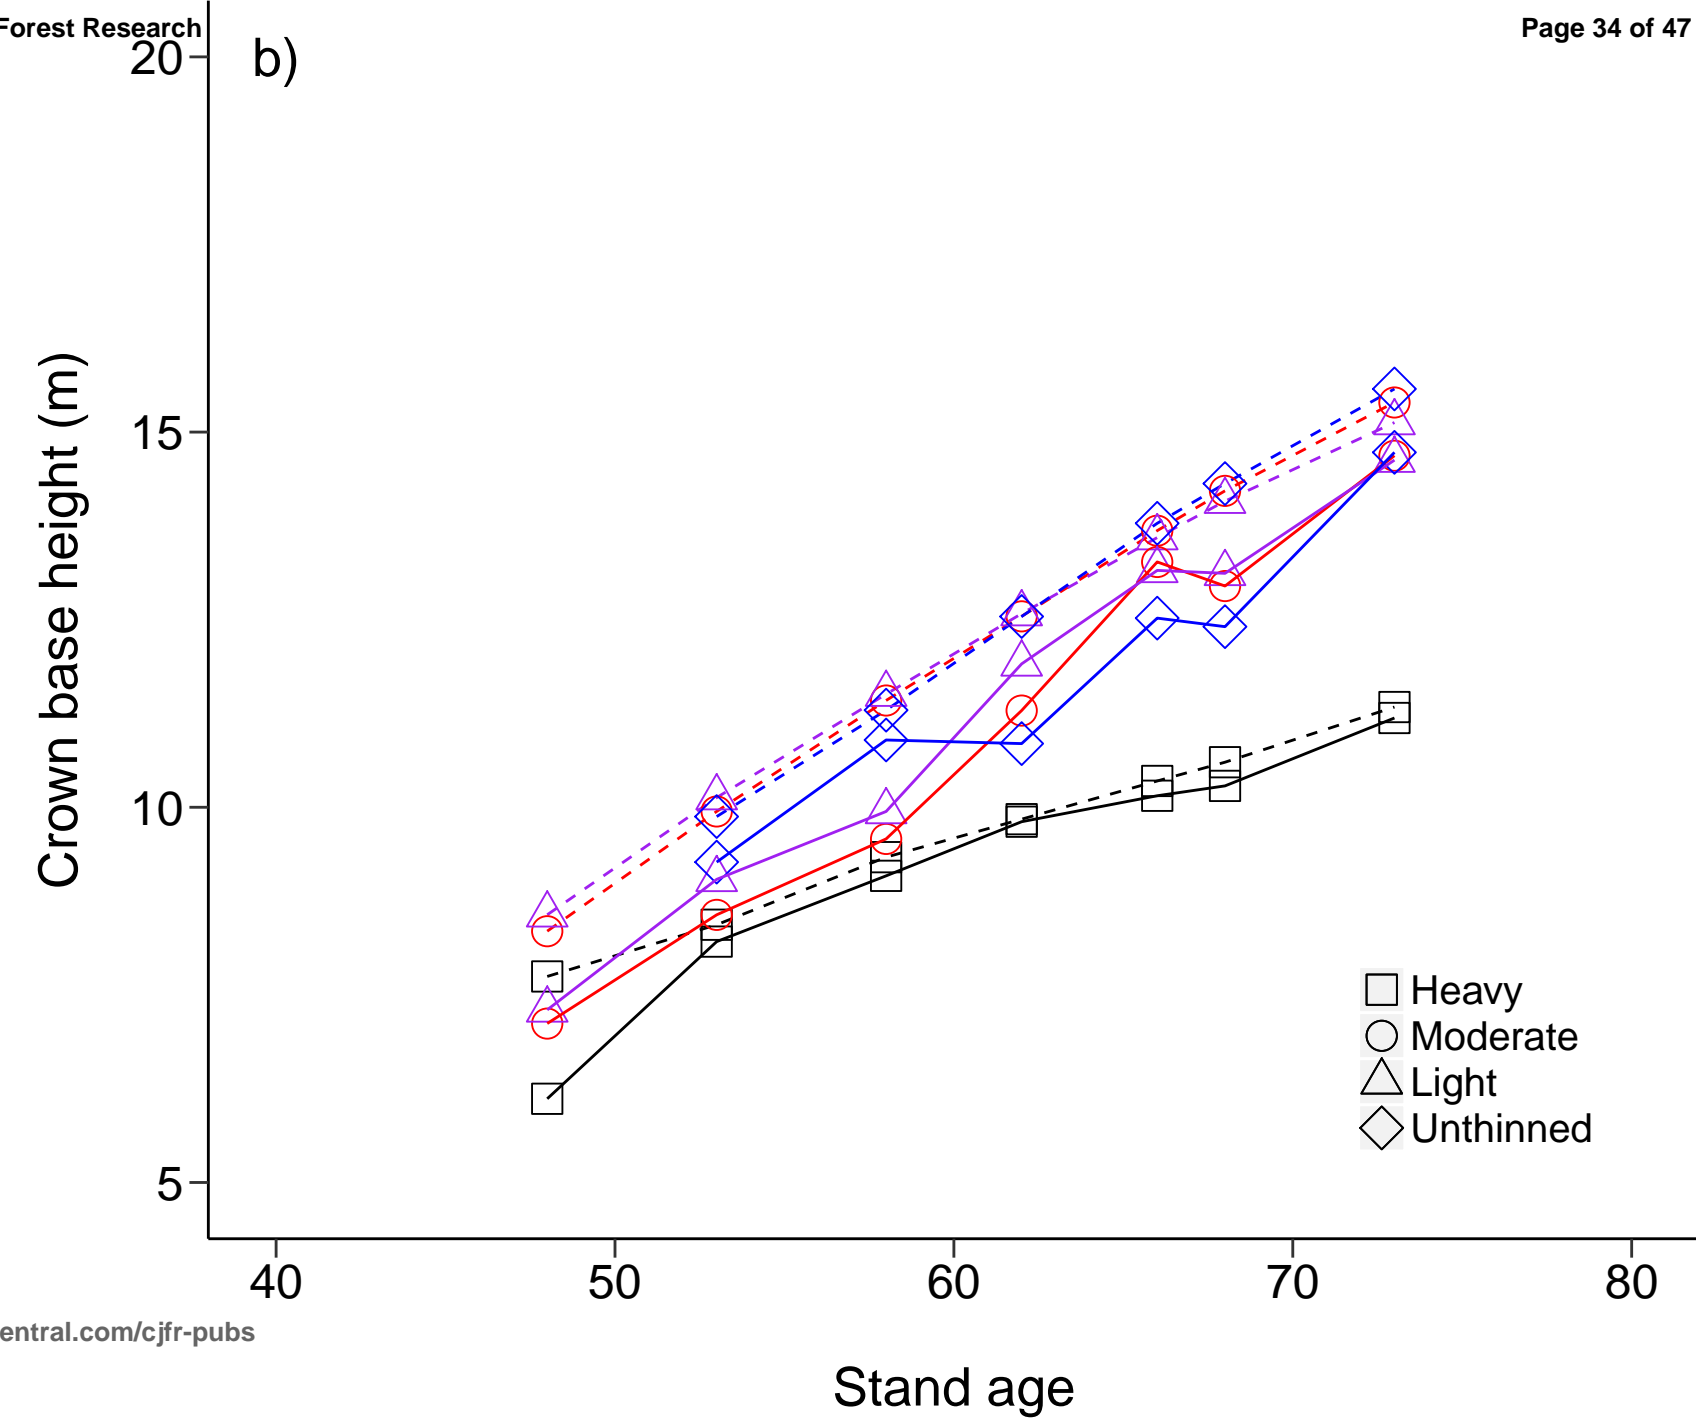 Forest Research
Page 34 of 47
b)
20
15
10
5
Crown base height (m)
Heavy
Moderate
Light
Unthinned
40 50 60 70 80
entral.com/cjfr-pubs
Stand age